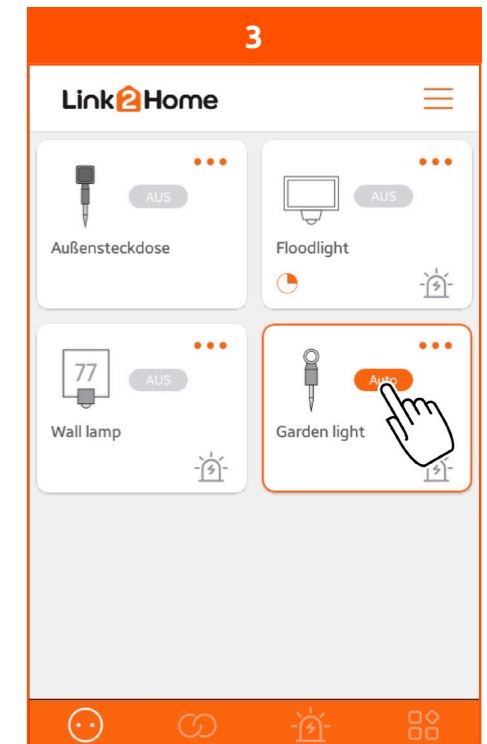 3
Link2Home
AUS
Außensteckdose
AUS
Floodlight
77
AUS
Wall lamp
Auto
Garden light